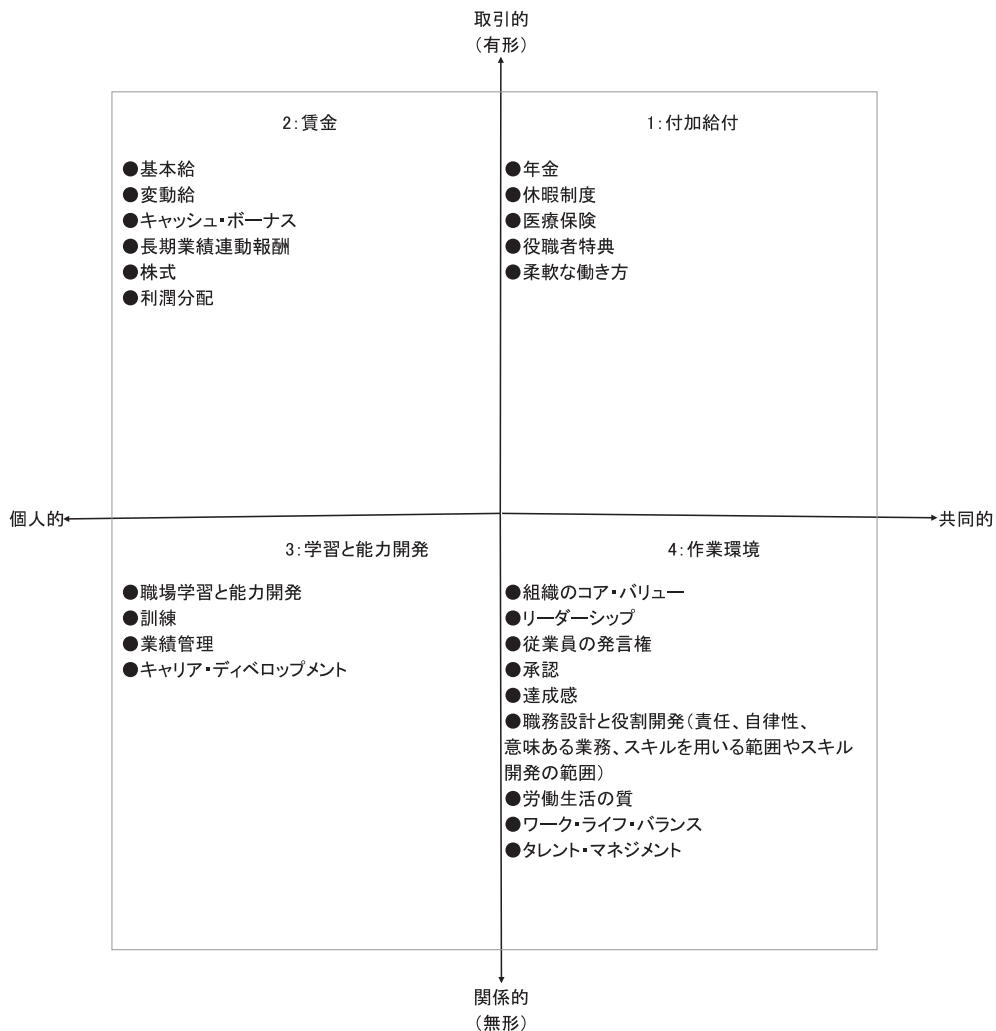 取引的
（有形）
2：賃金
●基本給
●変動給
●キャッシュ・ボーナス
●長期業績連動報酬
●株式
●利潤分配
1：付加給付
●年金
●休暇制度
●医療保険
●役職者特典
●柔軟な働き方
個人的
共同的
3：学習と能力開発
●職場学習と能力開発
●訓練
●業績管理
●キャリア・ディベロップメント
4：作業環境
●組織のコア・バリュー
●リーダーシップ
●従業員の発言権
●承認
●達成感
●職務設計と役割開発（責任、自律性、
意味ある業務、スキルを用いる範囲やスキル
開発の範囲）
●労働生活の質
●ワーク・ライフ・バランス
●タレント・マネジメント
関係的
（無形）